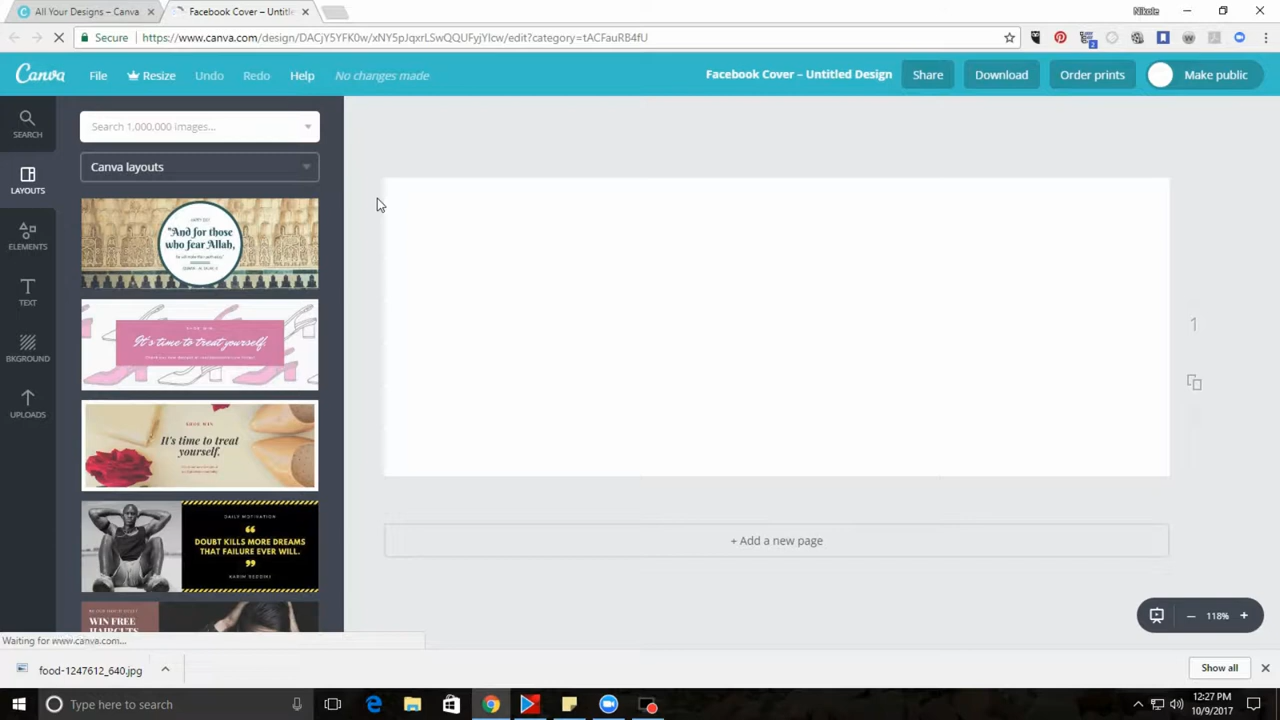 All Your Designs – Canva
Facebook Cover – Untitle
Nikole
Secure
https://www.canva.com/design/DACjY5YFK0w/xNY5pJqxrLSwQQUFyjYIcw/edit?category=tACFauRB4fU
Canva
File
Resize
Undo
Redo
Help
No changes made
Facebook Cover – Untitled Design
Share
Download
Order prints
Make public
SEARCH
LAYOUTS
ELEMENTS
TEXT
BKGROUND
UPLOADS
Search 1,000,000 images...
Canva layouts
"And for those
who fear Allah,
It's time to treat yourself.
It's time to treat
yourself.
DAILY MOTIVATION
“
DOUBT KILLS MORE DREAMS
THAT FAILURE EVER WILL.
”
KARIM SEDDIKI
WIN FREE
HAIRCUTS
1
+ Add a new page
118%
Waiting for www.canva.com...
food-1247612_640.jpg
Show all
Type here to search
12:27 PM
10/9/2017